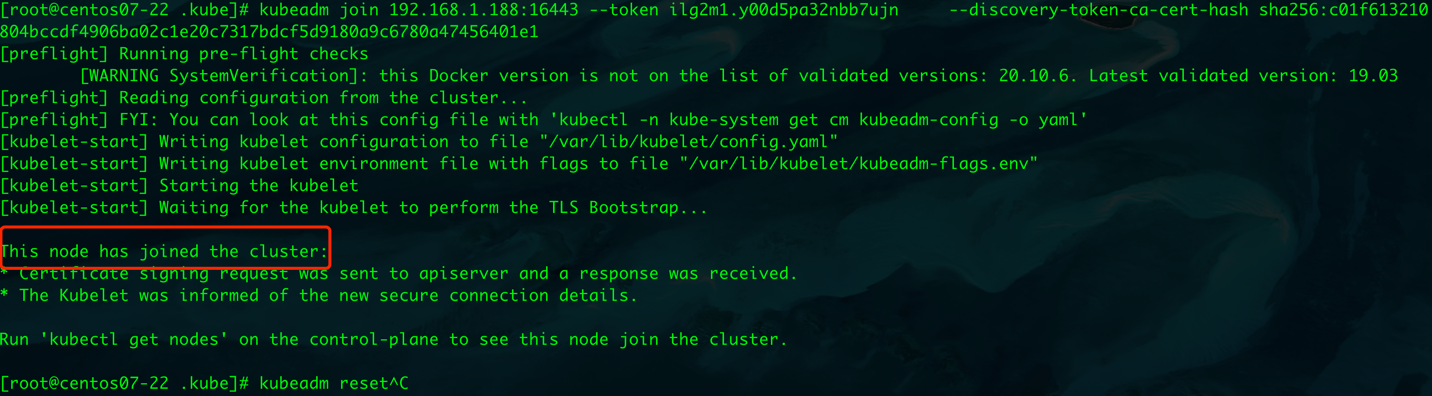 [root@centos07-22 .kube]# kubeadm join 192.168.1.188:16443 --token ilg2m1.y00d5pa32nbb7ujn     --discovery-token-ca-cert-hash sha256:c01f613210
804bccdf4906ba02c1e20c7317bdcf5d9180a9c6780a47456401e1
[preflight] Running pre-flight checks
        [WARNING SystemVerification]: this Docker version is not on the list of validated versions: 20.10.6. Latest validated version: 19.03
[preflight] Reading configuration from the cluster...
[preflight] FYI: You can look at this config file with 'kubectl -n kube-system get cm kubeadm-config -o yaml'
[kubelet-start] Writing kubelet configuration to file "/var/lib/kubelet/config.yaml"
[kubelet-start] Writing kubelet environment file with flags to file "/var/lib/kubelet/kubeadm-flags.env"
[kubelet-start] Starting the kubelet
[kubelet-start] Waiting for the kubelet to perform the TLS Bootstrap...
This node has joined the cluster:
* Certificate signing request was sent to apiserver and a response was received.
* The Kubelet was informed of the new secure connection details.
Run 'kubectl get nodes' on the control-plane to see this node join the cluster.
[root@centos07-22 .kube]# kubeadm reset^C